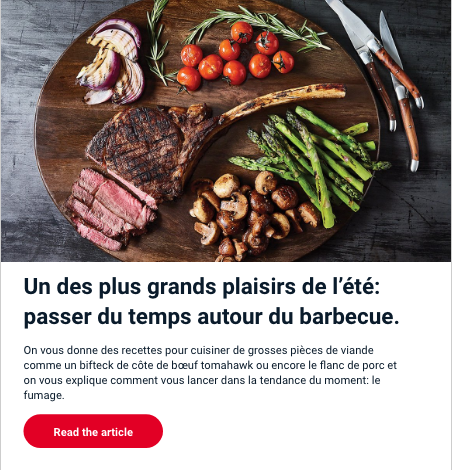 Un des plus grands plaisirs de l’été:
passer du temps autour du barbecue.
On vous donne des recettes pour cuisiner de grosses pièces de viande
comme un bifteck de côte de bœuf tomahawk ou encore le flanc de porc et
on vous explique comment vous lancer dans la tendance du moment: le
fumage.
Read the article